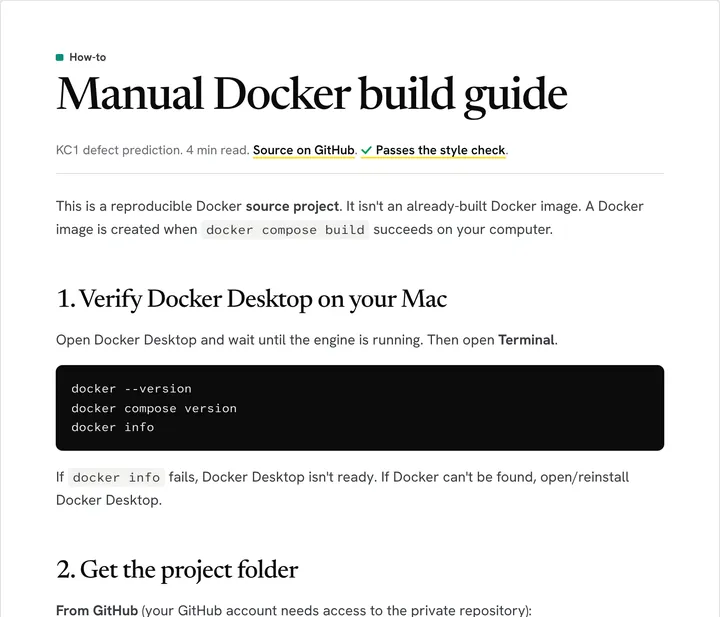 How-to
Manual Docker build guide
KC1 defect prediction. 4 min read. Source on GitHub. ✓ Passes the style check.
This is a reproducible Docker source project. It isn't an already-built Docker image. A Docker
image is created when docker compose build succeeds on your computer.
1. Verify Docker Desktop on your Mac
Open Docker Desktop and wait until the engine is running. Then open Terminal.
docker --version
docker compose version
docker info
If docker info fails, Docker Desktop isn't ready. If Docker can't be found, open/reinstall
Docker Desktop.
2. Get the project folder
From GitHub (your GitHub account needs access to the private repository):